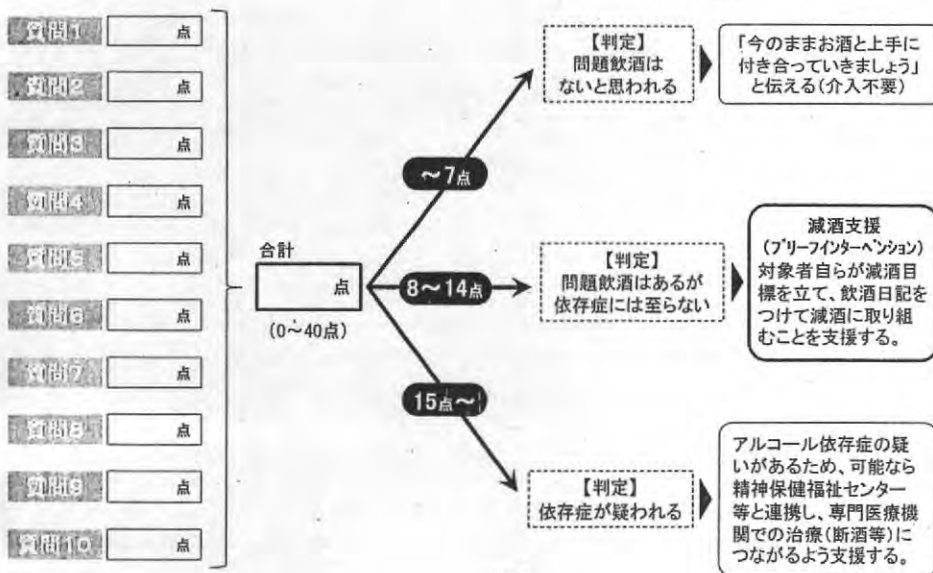 質問1 点
質問2 点
質問3 点
質問4 点
質問5 点
質問6 点
質問7 点
質問8 点
質問9 点
質問10 点
合計
点
(0～40点)
～7点
8～14点
15点～
【判定】
問題飲酒は
ないと思われる
「今のままお酒と上手に
付き合っていきましょう」
と伝える(介入不要)
【判定】
問題飲酒はあるが
依存症には至らない
減酒支援
(ブリーフインターベンション)
対象者自らが減酒目
標を立て、飲酒日記を
つけて減酒に取り組
むことを支援する。
【判定】
依存症が疑われる
アルコール依存症の疑
いがあるため、可能なら
精神保健福祉センター
等と連携し、専門医療機
関での治療(断酒等)に
つながるよう支援する。